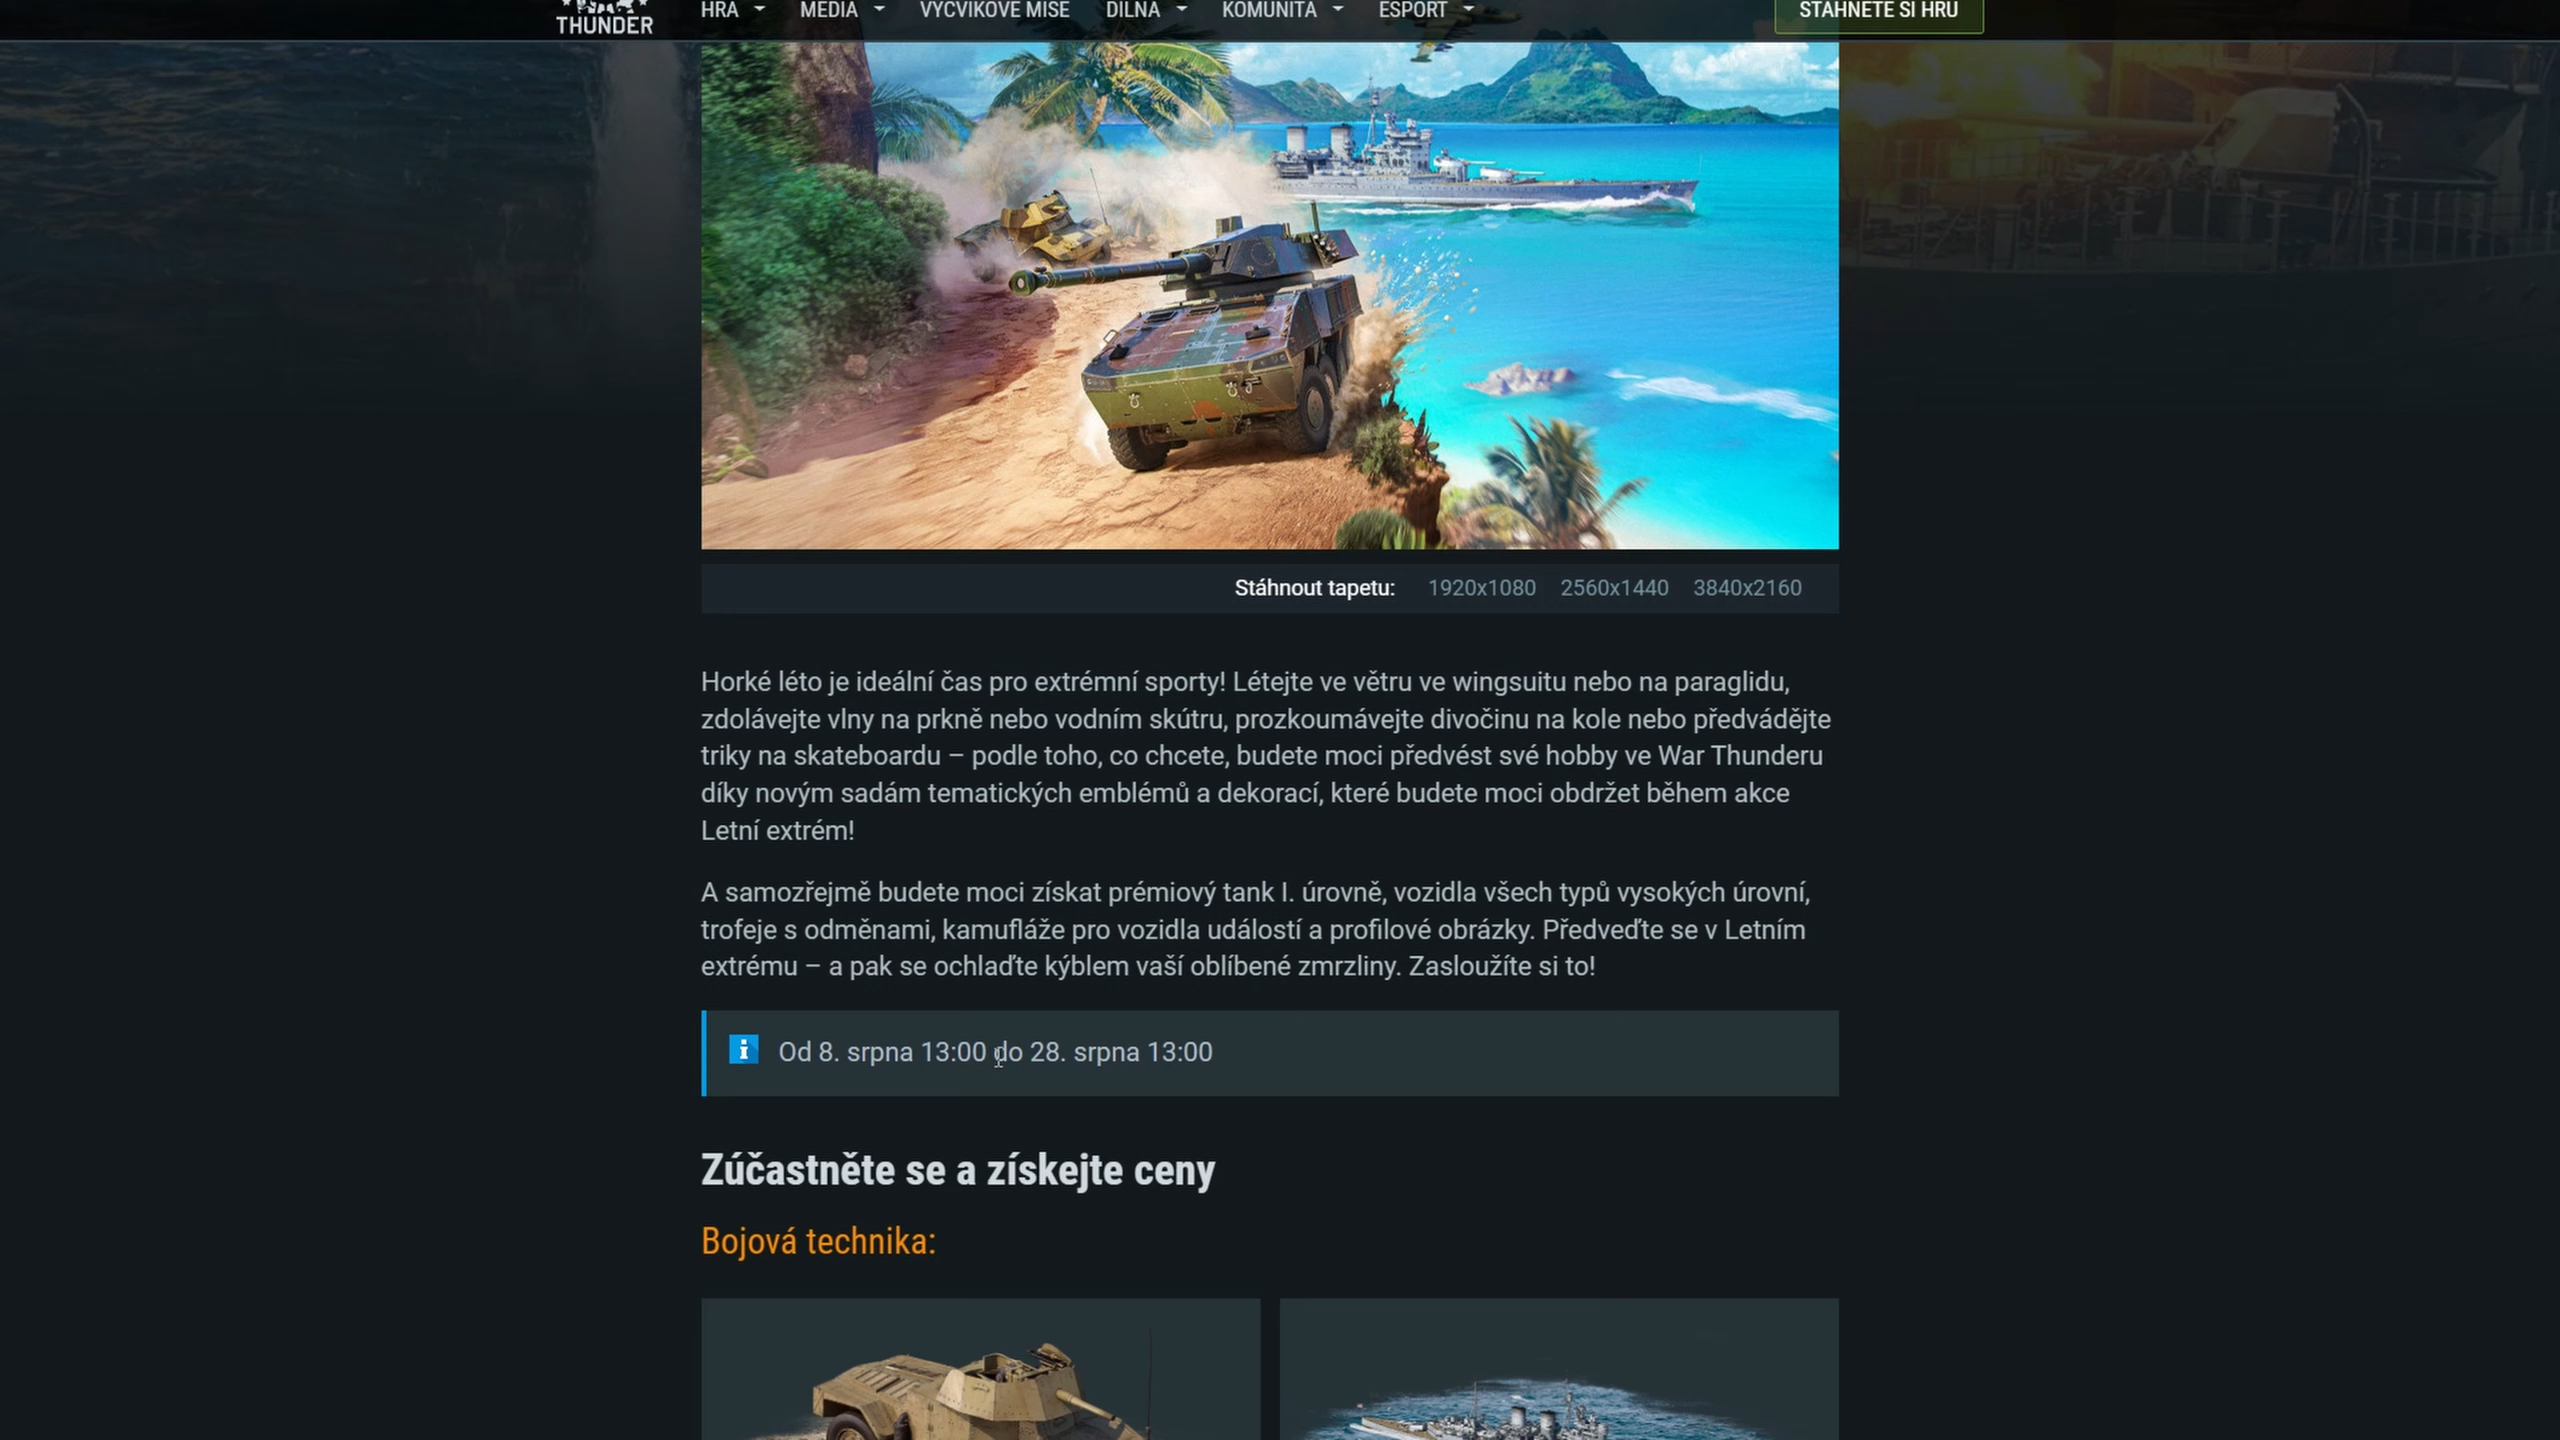 THUNDER
HRA
MÉDIA
VÝCVIKOVÉ MISE
DÍLNA
KOMUNITA
ESPORT
STÁHNĚTE SI HRU
Stáhnout tapetu: 1920x1080 2560x1440 3840x2160
Horké léto je ideální čas pro extrémní sporty! Létejte ve větru ve wingsuitu nebo na paraglidu,
zdolávejte vlny na prkně nebo vodním skútru, prozkoumávejte divočinu na kole nebo předvádějte
triky na skateboardu – podle toho, co chcete, budete moci předvést své hobby ve War Thunderu
díky novým sadám tematických emblémů a dekorací, které budete moci obdržet během akce
Letní extrém!
A samozřejmě budete moci získat prémiový tank I. úrovně, vozidla všech typů vysokých úrovní,
trofeje s odměnami, kamufláže pro vozidla událostí a profilové obrázky. Předveďte se v Letním
extrému – a pak se ochlaďte kýblem vaší oblíbené zmrzliny. Zasloužíte si to!
Od 8. srpna 13:00 do 28. srpna 13:00
Zúčastněte se a získejte ceny
Bojová technika: